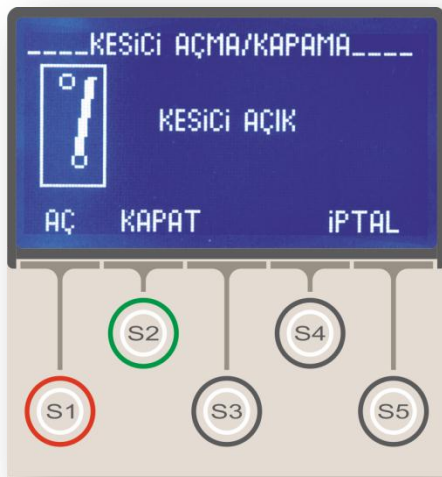 ____KESİCİ AÇMA/KAPAMA____
KESİCİ AÇIK
AÇ KAPAT İPTAL
S2 S4
S1 S3 S5